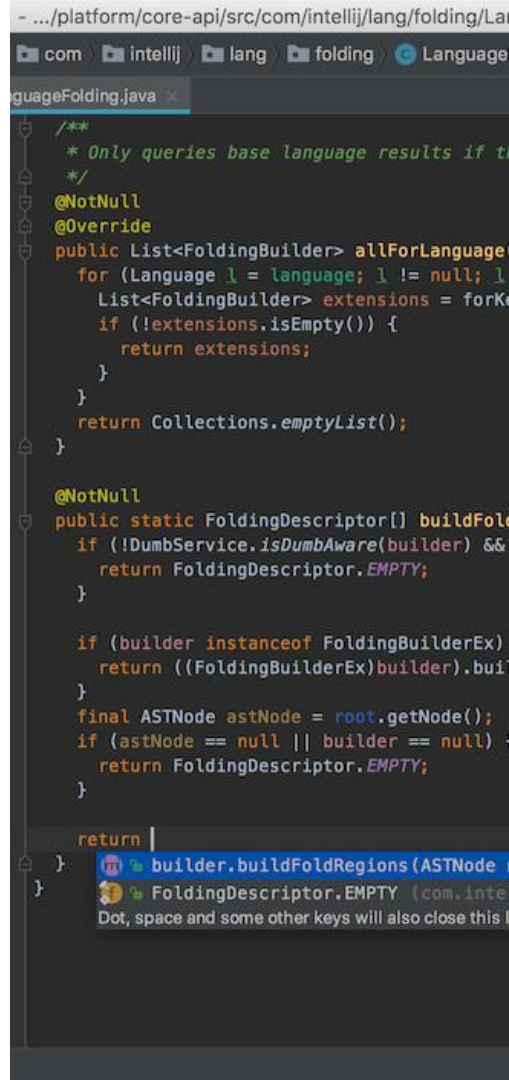 - .../platform/core-api/src/com/intellij/lang/folding/Lan
com intellij lang folding Language
guageFolding.java
/**
* Only queries base language results if th
*/
@NotNull
@Override
public List<FoldingBuilder> allForLanguage(
for (Language l = language; l != null; l
List<FoldingBuilder> extensions = forKe
if (!extensions.isEmpty()) {
return extensions;
}
}
return Collections.emptyList();
}
@NotNull
public static FoldingDescriptor[] buildFold
if (!DumbService.isDumbAware(builder) &&
return FoldingDescriptor.EMPTY;
}
if (builder instanceof FoldingBuilderEx)
return ((FoldingBuilderEx)builder).buil
}
final ASTNode astNode = root.getNode();
if (astNode == null || builder == null) {
return FoldingDescriptor.EMPTY;
}
return
} builder.buildFoldRegions(ASTNode
} FoldingDescriptor.EMPTY (com.inte
Dot, space and some other keys will also close this l